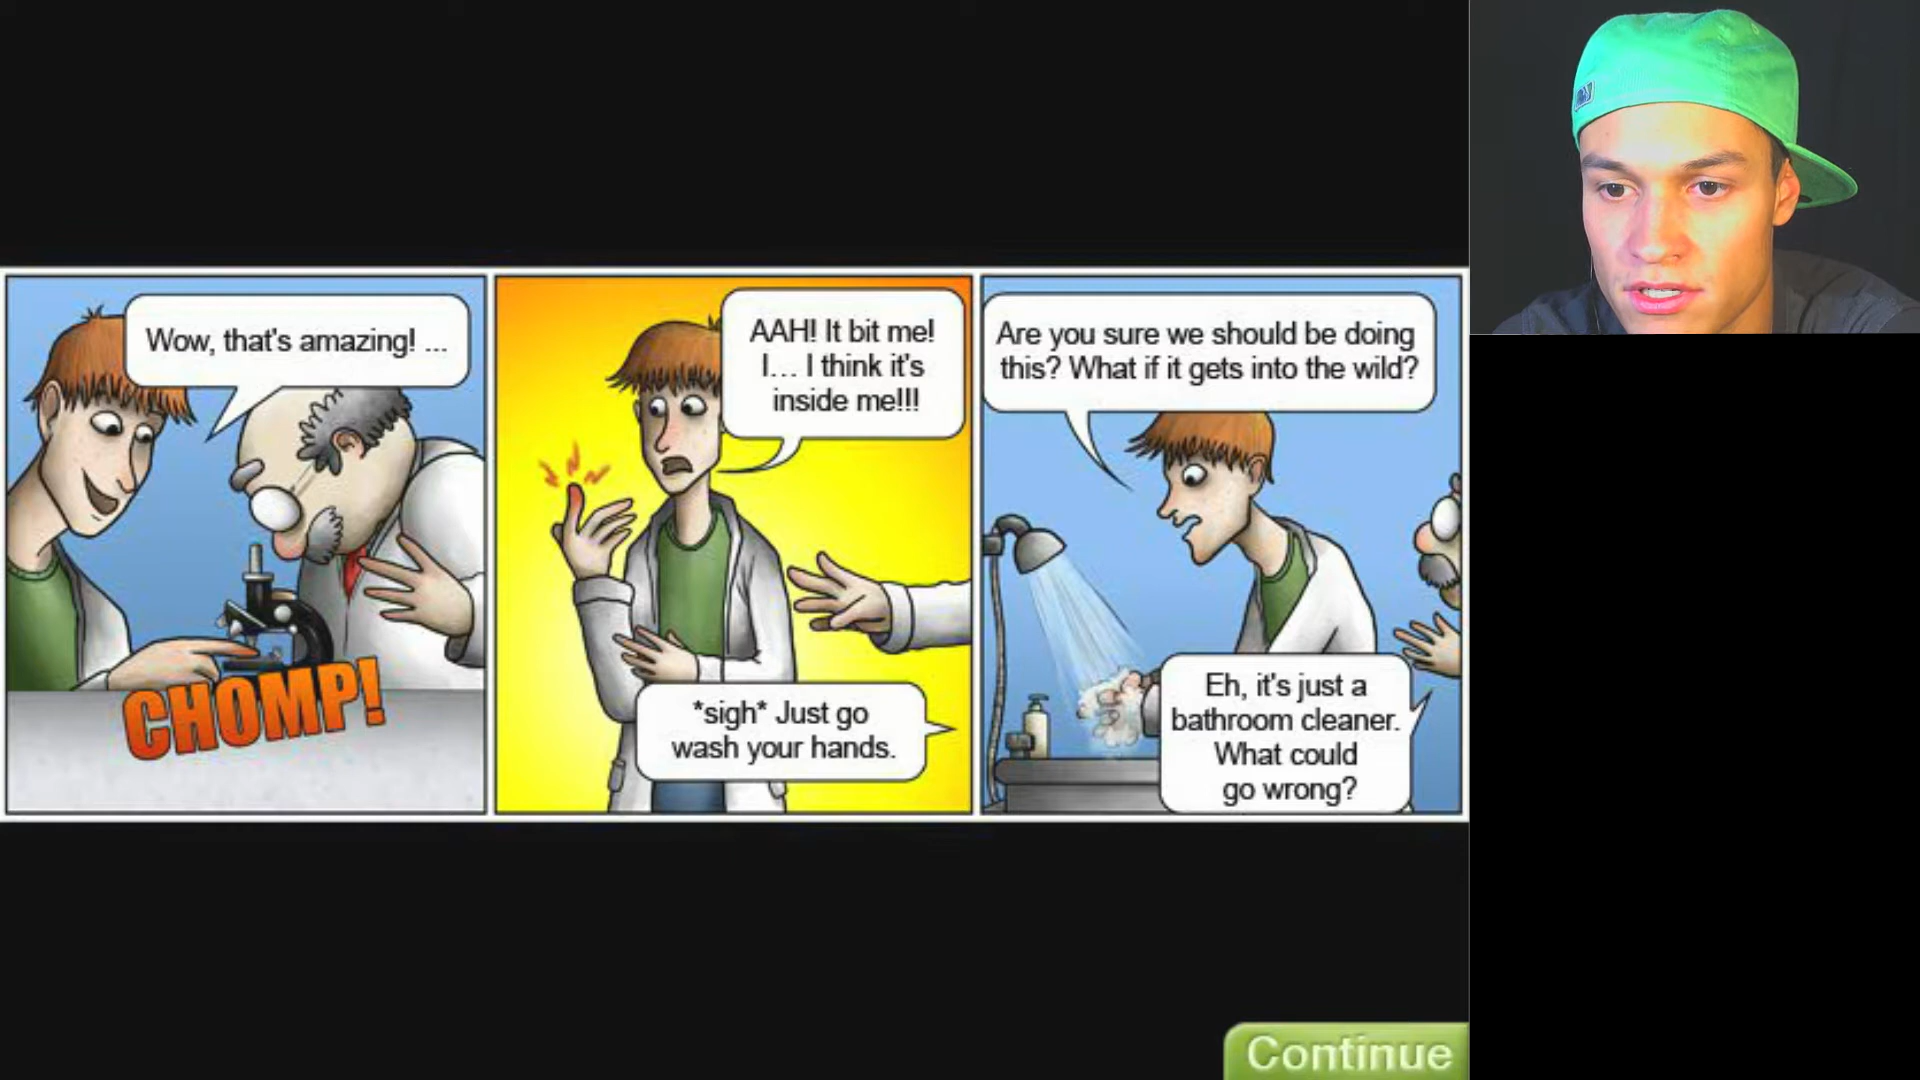 Wow, that's amazing! ...
CHOMP!
AAH! It bit me!
I... I think it's
inside me!!!
*sigh* Just go
wash your hands.
Are you sure we should be doing
this? What if it gets into the wild?
Eh, it's just a
bathroom cleaner.
What could
go wrong?
Continue